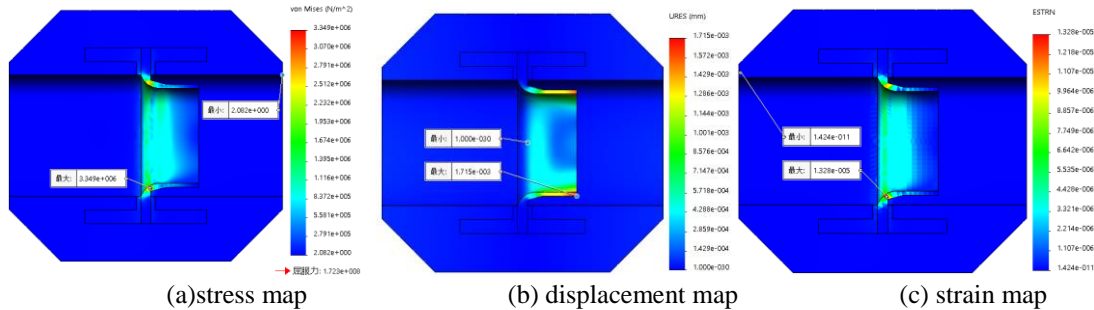 von Mises (N/m^2)
3.349e+006
3.070e+006
2.791e+006
2.512e+006
2.232e+006
1.953e+006
1.674e+006
1.395e+006
1.116e+006
8.372e+005
5.581e+005
2.791e+005
2.082e+000
屈服力: 1.723e+008
最小: 2.082e+000
最大: 3.349e+006
(a)stress map
URES (mm)
1.715e-003
1.572e-003
1.429e-003
1.286e-003
1.144e-003
1.001e-003
8.577e-004
7.147e-004
5.718e-004
4.288e-004
2.859e-004
1.429e-004
1.000e-030
最小: 1.000e-030
最大: 1.715e-003
(b) displacement map
ESTRN
1.328e-005
1.218e-005
1.107e-005
9.964e-006
8.857e-006
7.749e-006
6.642e-006
5.535e-006
4.428e-006
3.321e-006
2.214e-006
1.107e-006
1.424e-011
最小: 1.424e-011
最大: 1.328e-005
(c) strain map